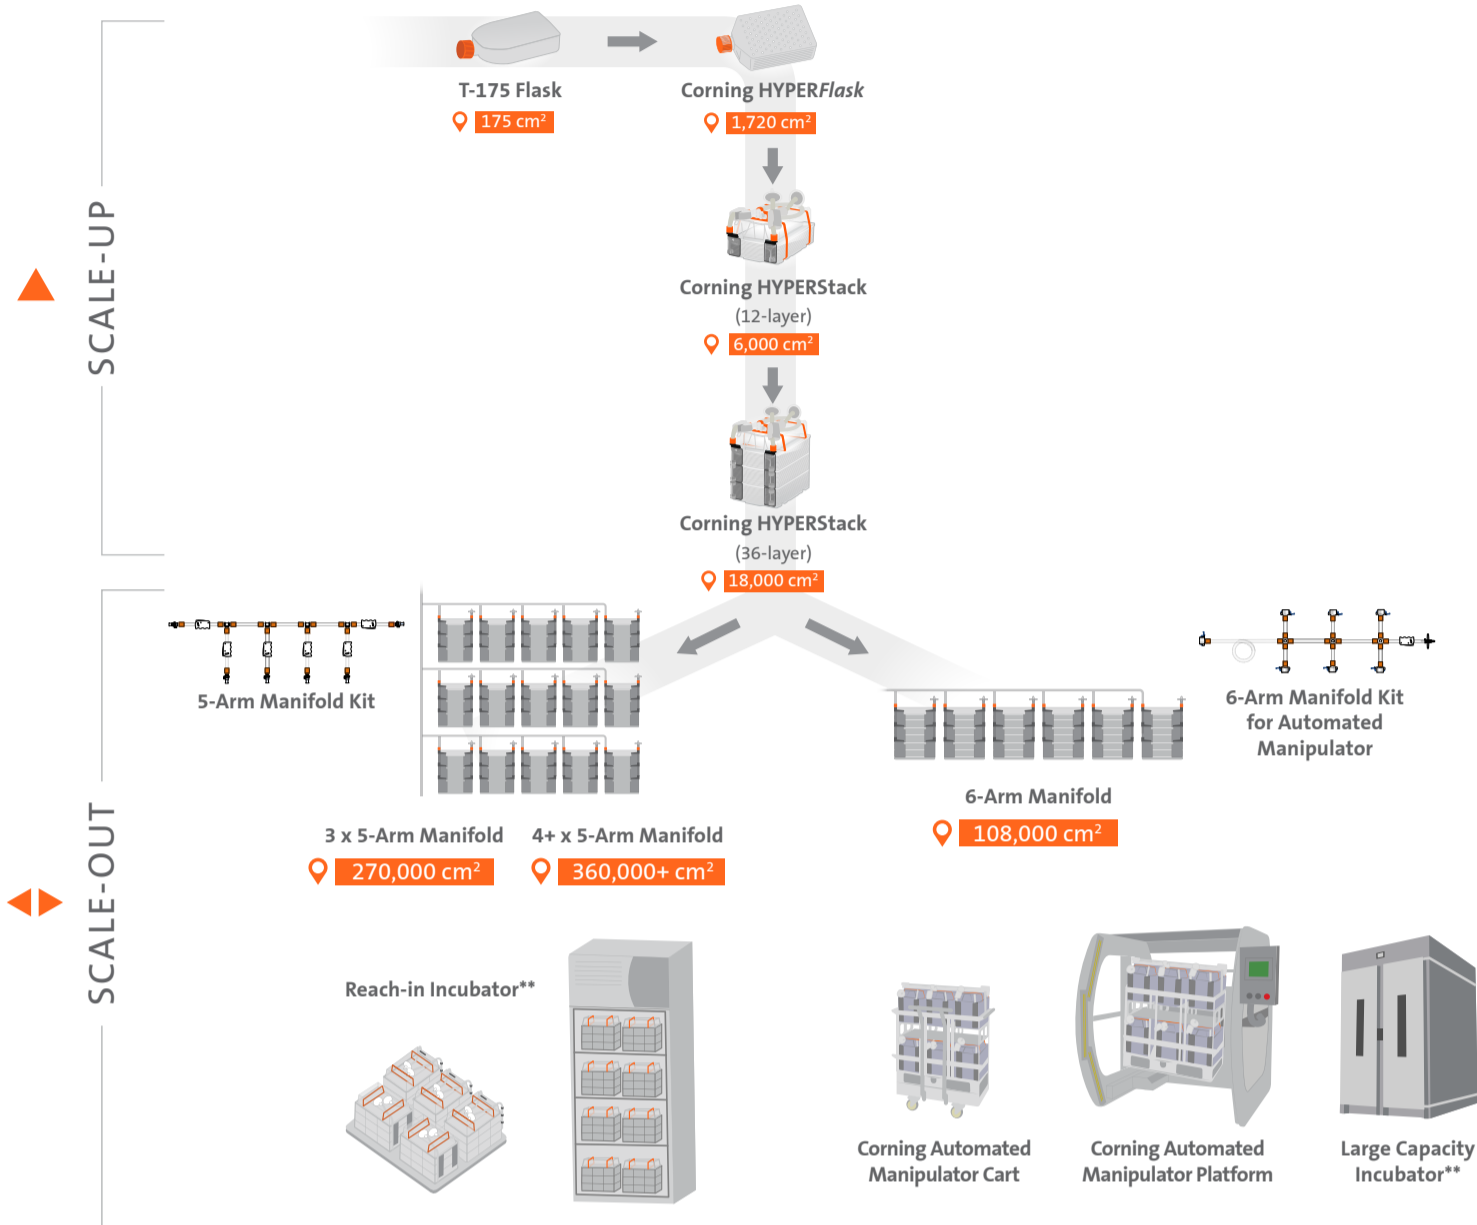 SCALE-UP
T-175 Flask
175 cm²
Corning HYPERFlask
1,720 cm²
Corning HYPERStack
(12-layer)
6,000 cm²
Corning HYPERStack
(36-layer)
18,000 cm²
SCALE-OUT
5-Arm Manifold Kit
3 x 5-Arm Manifold
270,000 cm²
4+ x 5-Arm Manifold
360,000+ cm²
6-Arm Manifold
108,000 cm²
6-Arm Manifold Kit
for Automated
Manipulator
Reach-in Incubator**
Corning Automated
Manipulator Cart
Corning Automated
Manipulator Platform
Large Capacity
Incubator**